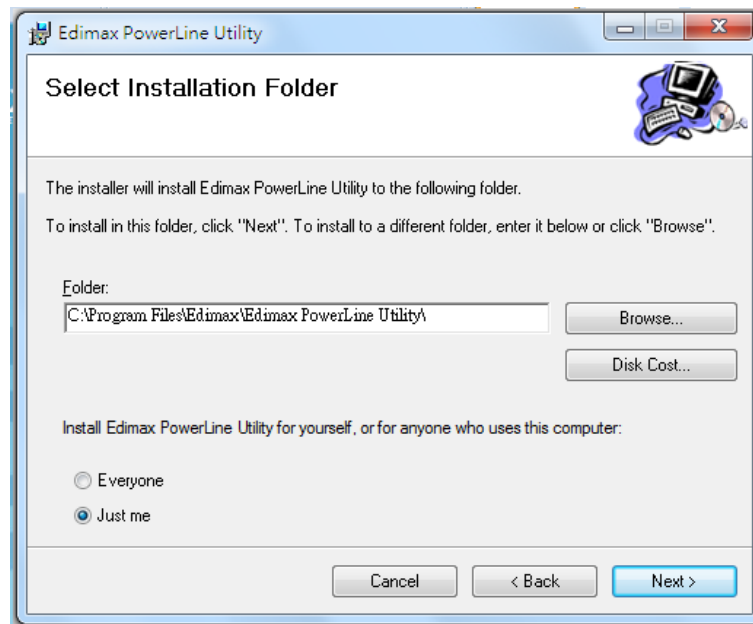 Edimax PowerLine Utility
Select Installation Folder
The installer will install Edimax PowerLine Utility to the following folder.
To install in this folder, click "Next". To install to a different folder, enter it below or click "Browse".
Folder:
C:\Program Files\Edimax\Edimax PowerLine Utility\
Browse...
Disk Cost...
Install Edimax PowerLine Utility for yourself, or for anyone who uses this computer:
Everyone
Just me
Cancel
< Back
Next >